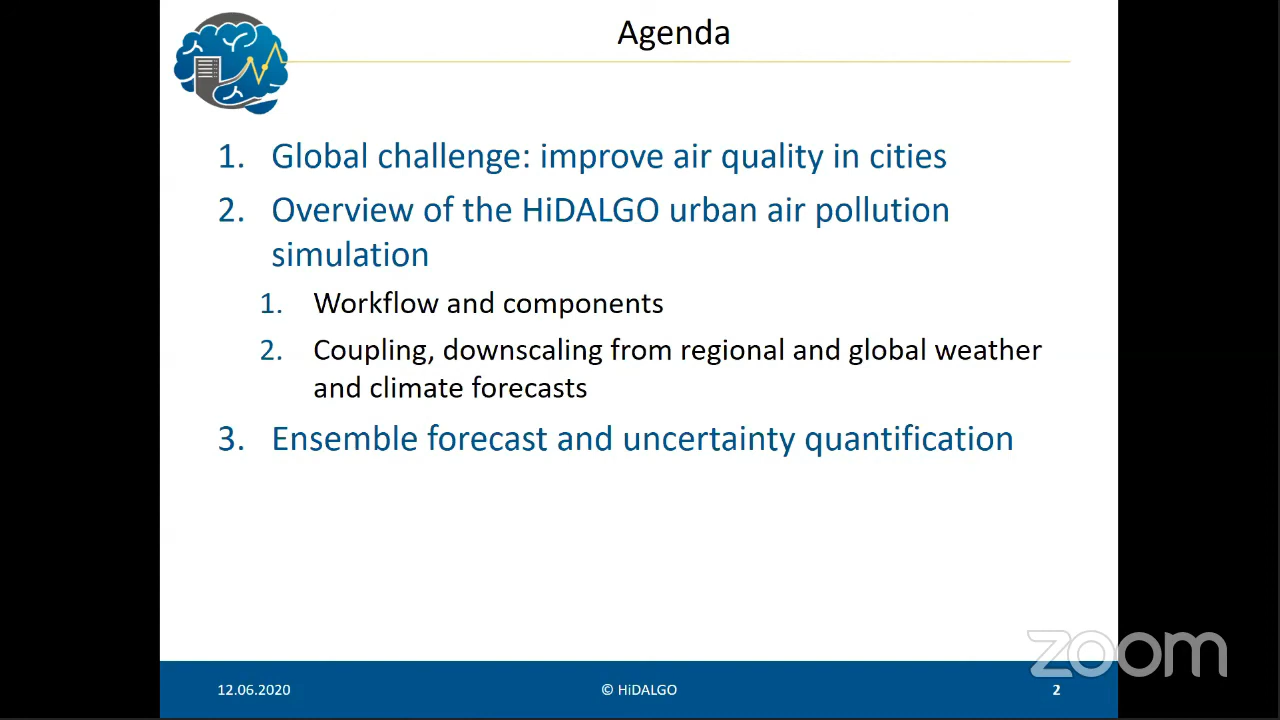 Agenda
1. Global challenge: improve air quality in cities
2. Overview of the HiDALGO urban air pollution
simulation
1. Workflow and components
2. Coupling, downscaling from regional and global weather
and climate forecasts
3. Ensemble forecast and uncertainty quantification
zoom
12.06.2020
© HiDALGO
2